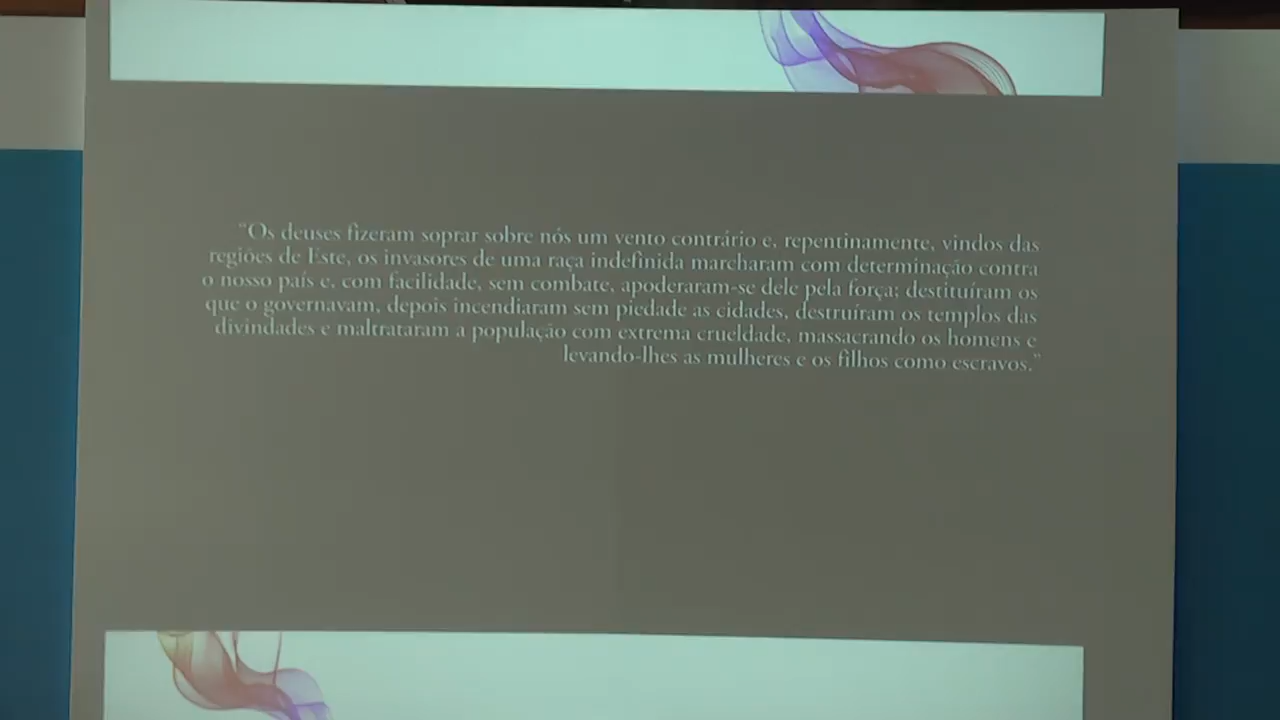 "Os deuses fizeram soprar sobre nós um vento contrário e, repentinamente, vindos das
regiões de Este, os invasores de uma raça indefinida marcharam com determinação contra
o nosso país e, com facilidade, sem combate, apoderaram-se dele pela força; destituíram os
que o governavam, depois incendiaram sem piedade as cidades, destruíram os templos das
divindades e maltrataram a população com extrema crueldade, massacrando os homens e
levando-lhes as mulheres e os filhos como escravos."